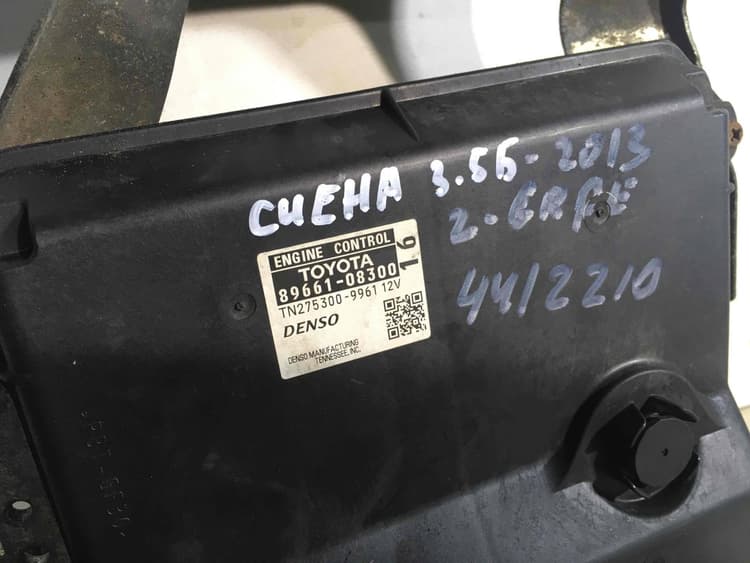 СИЕНА 3.5Б-2013
2-GRFE
44/2210
ENGINE CONTROL
TOYOTA
89661-08300
16
TN275300-9961 12V
DENSO
DENSO MANUFACTURING
TENNESSEE, INC.